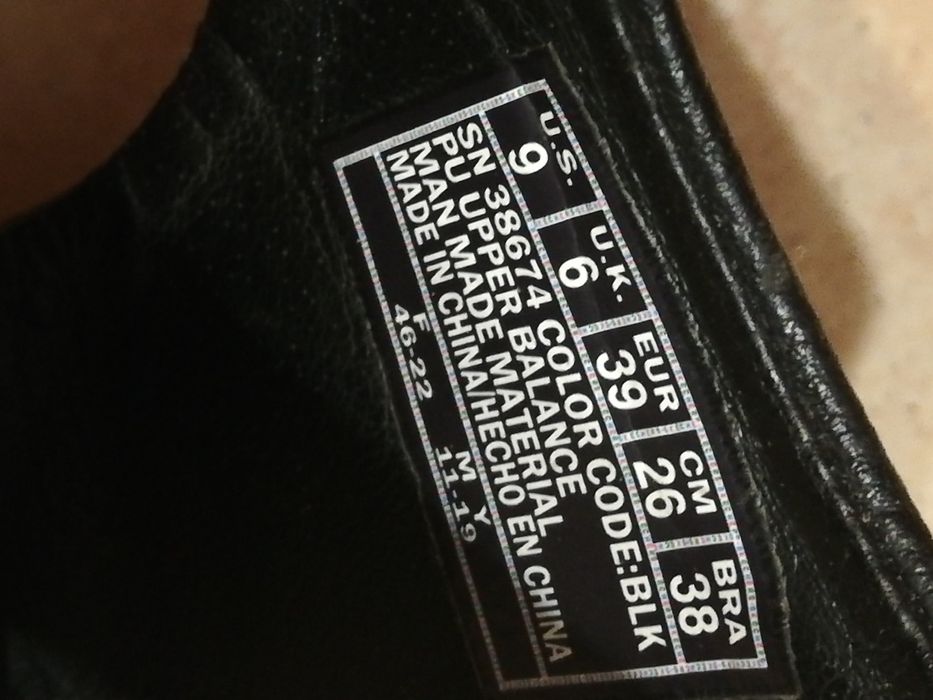 U.S. U.K. EUR CM BRA
9 6 39 26 38
SN 38674 COLOR CODE:BLK
PU UPPER BALANCE
MAN MADE MATERIAL
MADE IN CHINA/HECHO EN CHINA
F M Y
46-22 11-19